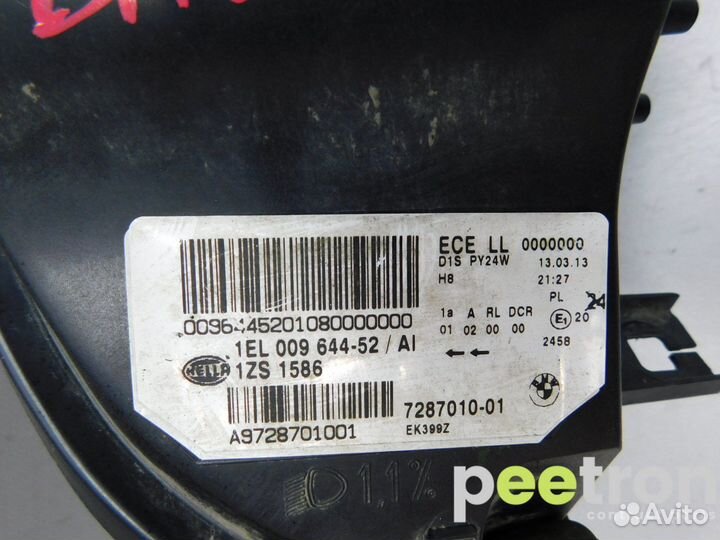 ECE LL 0000000
D1S PY24W 13.03.13
H8 21:27
PL 24
1a A RL DCR
01 02 00 00 E1 20
2458
00964452010800000000
1EL 009 644-52 / AI
HELLA 1ZS 1586
7287010-01
A9728701001 EK399Z
1,1%
peetron
Avito